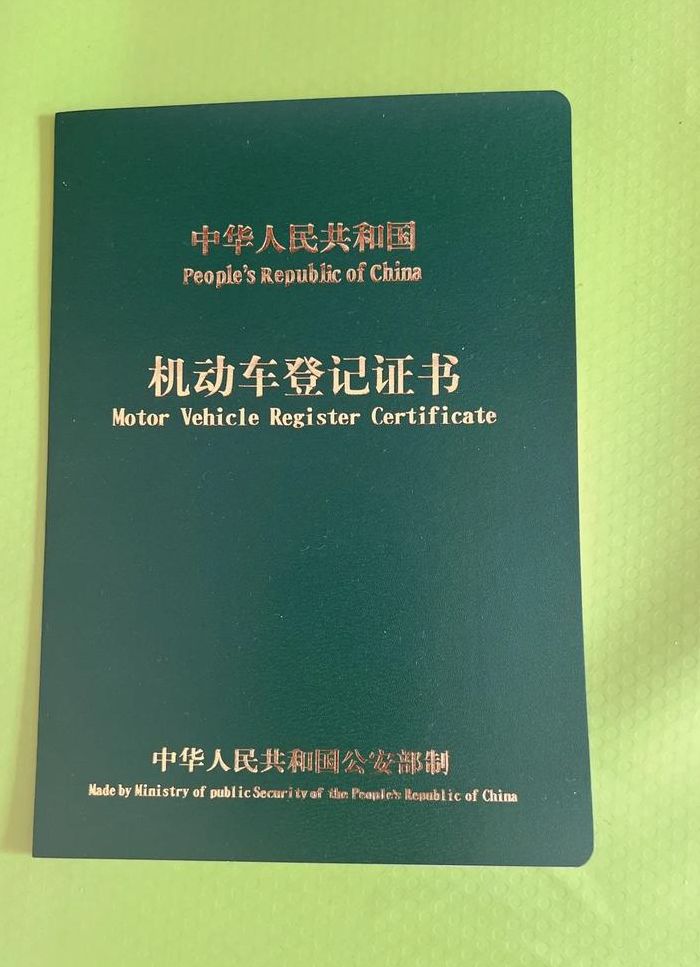 中华人民共和国
People's Republic of China
机动车登记证书
Motor Vehicle Register Certificate
中华人民共和国公安部制
Made by Ministry of public Security of the People's Republic of China